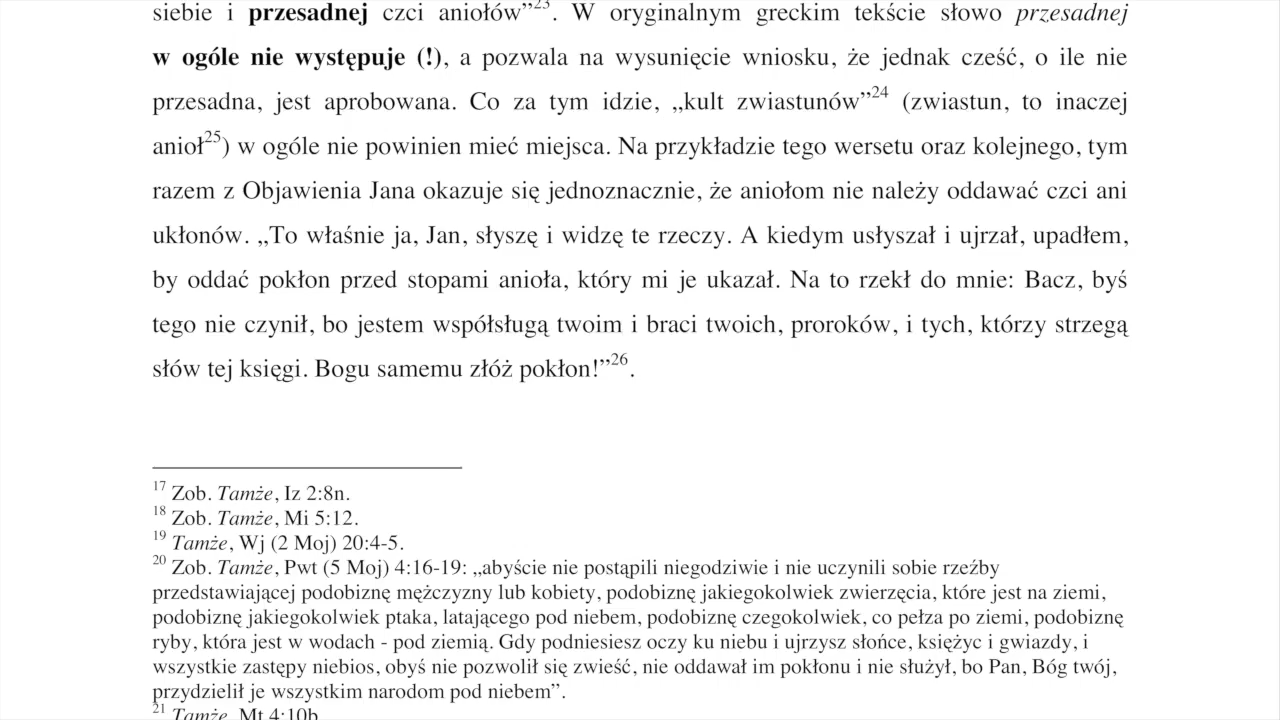 siebie i przesadnej czci aniołów”23. W oryginalnym greckim tekście słowo przesadnej
w ogóle nie występuje (!), a pozwala na wysunięcie wniosku, że jednak cześć, o ile nie
przesadna, jest aprobowana. Co za tym idzie, „kult zwiastunów”24 (zwiastun, to inaczej
anioł25) w ogóle nie powinien mieć miejsca. Na przykładzie tego wersetu oraz kolejnego, tym
razem z Objawienia Jana okazuje się jednoznacznie, że aniołom nie należy oddawać czci ani
ukłonów. „To właśnie ja, Jan, słyszę i widzę te rzeczy. A kiedym usłyszał i ujrzał, upadłem,
by oddać pokłon przed stopami anioła, który mi je ukazał. Na to rzekł do mnie: Bacz, byś
tego nie czynił, bo jestem współsługą twoim i braci twoich, proroków, i tych, którzy strzegą
słów tej księgi. Bogu samemu złóż pokłon!”26.
17 Zob. Tamże, Iz 2:8n.
18 Zob. Tamże, Mi 5:12.
19 Tamże, Wj (2 Moj) 20:4-5.
20 Zob. Tamże, Pwt (5 Moj) 4:16-19: „abyście nie postąpili niegodziwie i nie uczynili sobie rzeźby
przedstawiającej podobiznę mężczyzny lub kobiety, podobiznę jakiegokolwiek zwierzęcia, które jest na ziemi,
podobiznę jakiegokolwiek ptaka, latającego pod niebem, podobiznę czegokolwiek, co pełza po ziemi, podobiznę
ryby, która jest w wodach - pod ziemią. Gdy podniesiesz oczy ku niebu i ujrzysz słońce, księżyc i gwiazdy, i
wszystkie zastępy niebios, obyś nie pozwolił się zwieść, nie oddawał im pokłonu i nie służył, bo Pan, Bóg twój,
przydzielił je wszystkim narodom pod niebem”.
21 Tamże, Mt 4:10b.